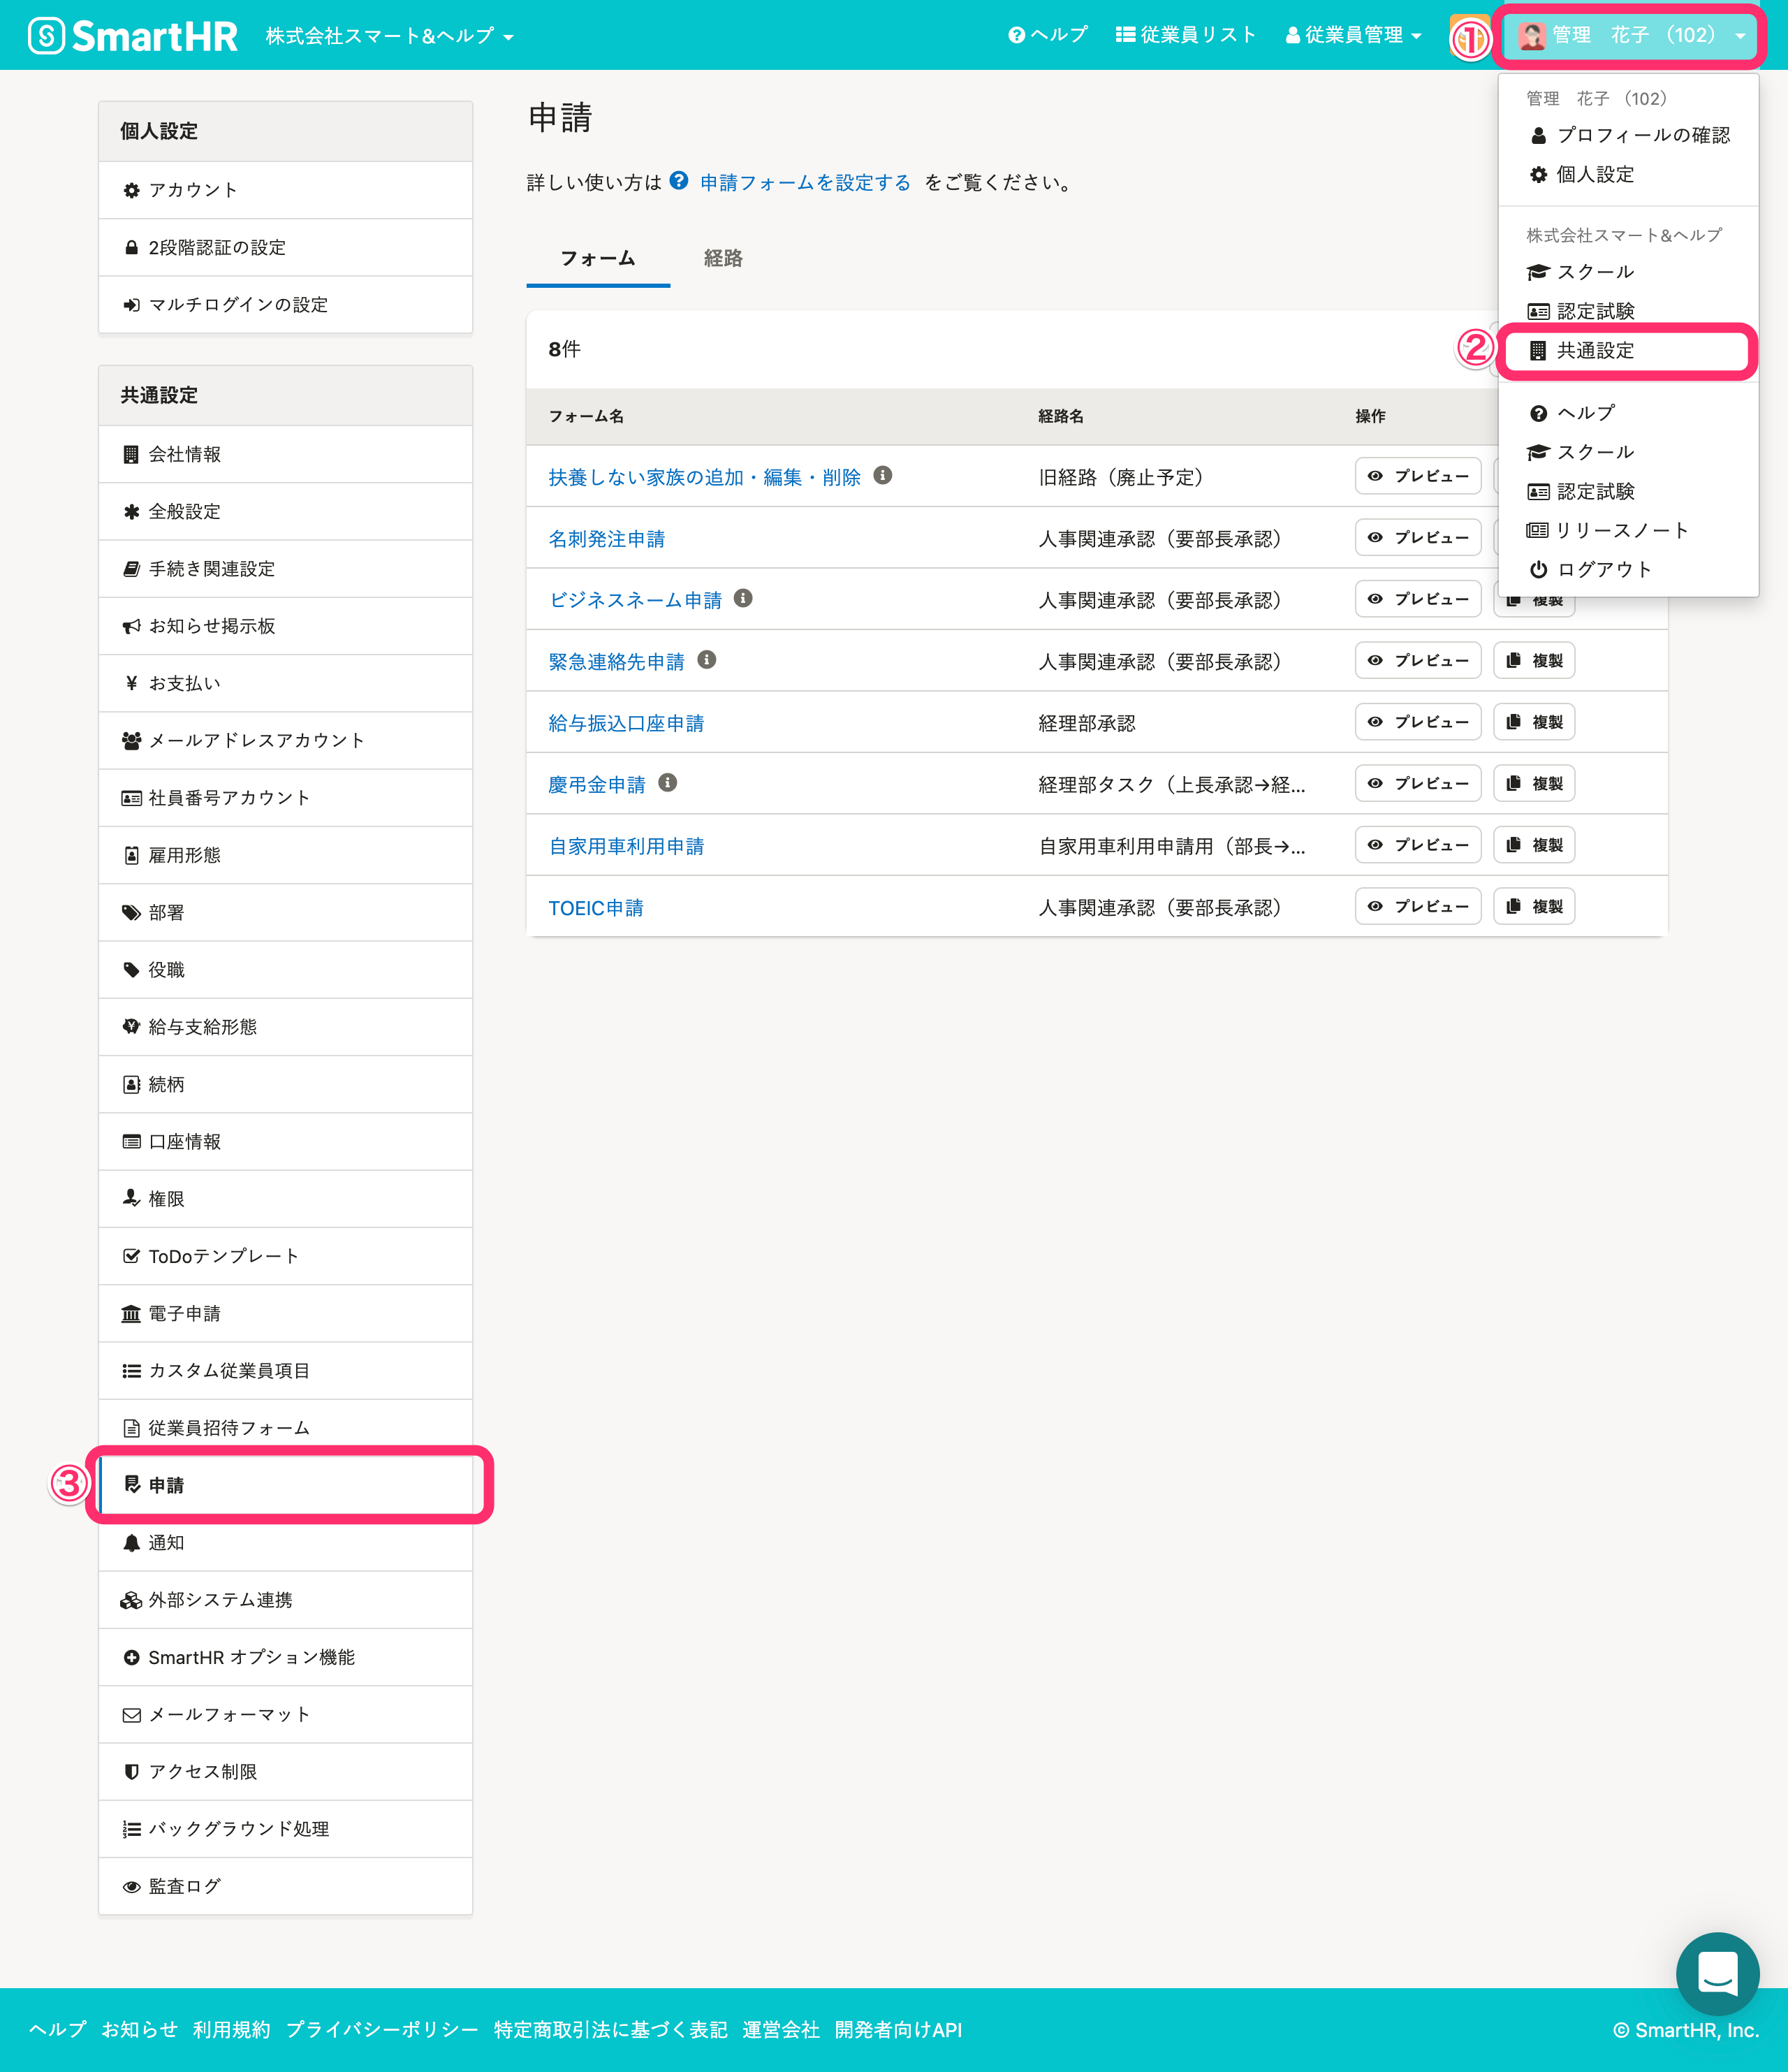 SmartHR 株式会社スマート&ヘルプ ヘルプ 従業員リスト 従業員管理 ① 管理 花子 （102）
管理 花子 （102）
プロフィールの確認
個人設定
株式会社スマート&ヘルプ
スクール
認定試験
② 共通設定
ヘルプ
スクール
認定試験
リリースノート
ログアウト
個人設定
アカウント
2段階認証の設定
マルチログインの設定
共通設定
会社情報
全般設定
手続き関連設定
お知らせ掲示板
¥ お支払い
メールアドレスアカウント
社員番号アカウント
雇用形態
部署
役職
給与支給形態
続柄
口座情報
権限
ToDoテンプレート
電子申請
カスタム従業員項目
従業員招待フォーム
③ 申請
通知
外部システム連携
SmartHR オプション機能
メールフォーマット
アクセス制限
バックグラウンド処理
監査ログ
申請
詳しい使い方は 申請フォームを設定する をご覧ください。
フォーム 経路
8件
フォーム名 経路名 操作
扶養しない家族の追加・編集・削除 旧経路（廃止予定） プレビュー
名刺発注申請 人事関連承認（要部長承認） プレビュー
ビジネスネーム申請 人事関連承認（要部長承認） プレビュー 複製
緊急連絡先申請 人事関連承認（要部長承認） プレビュー 複製
給与振込口座申請 経理部承認 プレビュー 複製
慶弔金申請 経理部タスク（上長承認→経... プレビュー 複製
自家用車利用申請 自家用車利用申請用（部長→... プレビュー 複製
TOEIC申請 人事関連承認（要部長承認） プレビュー 複製
ヘルプ お知らせ 利用規約 プライバシーポリシー 特定商取引法に基づく表記 運営会社 開発者向けAPI © SmartHR, Inc.